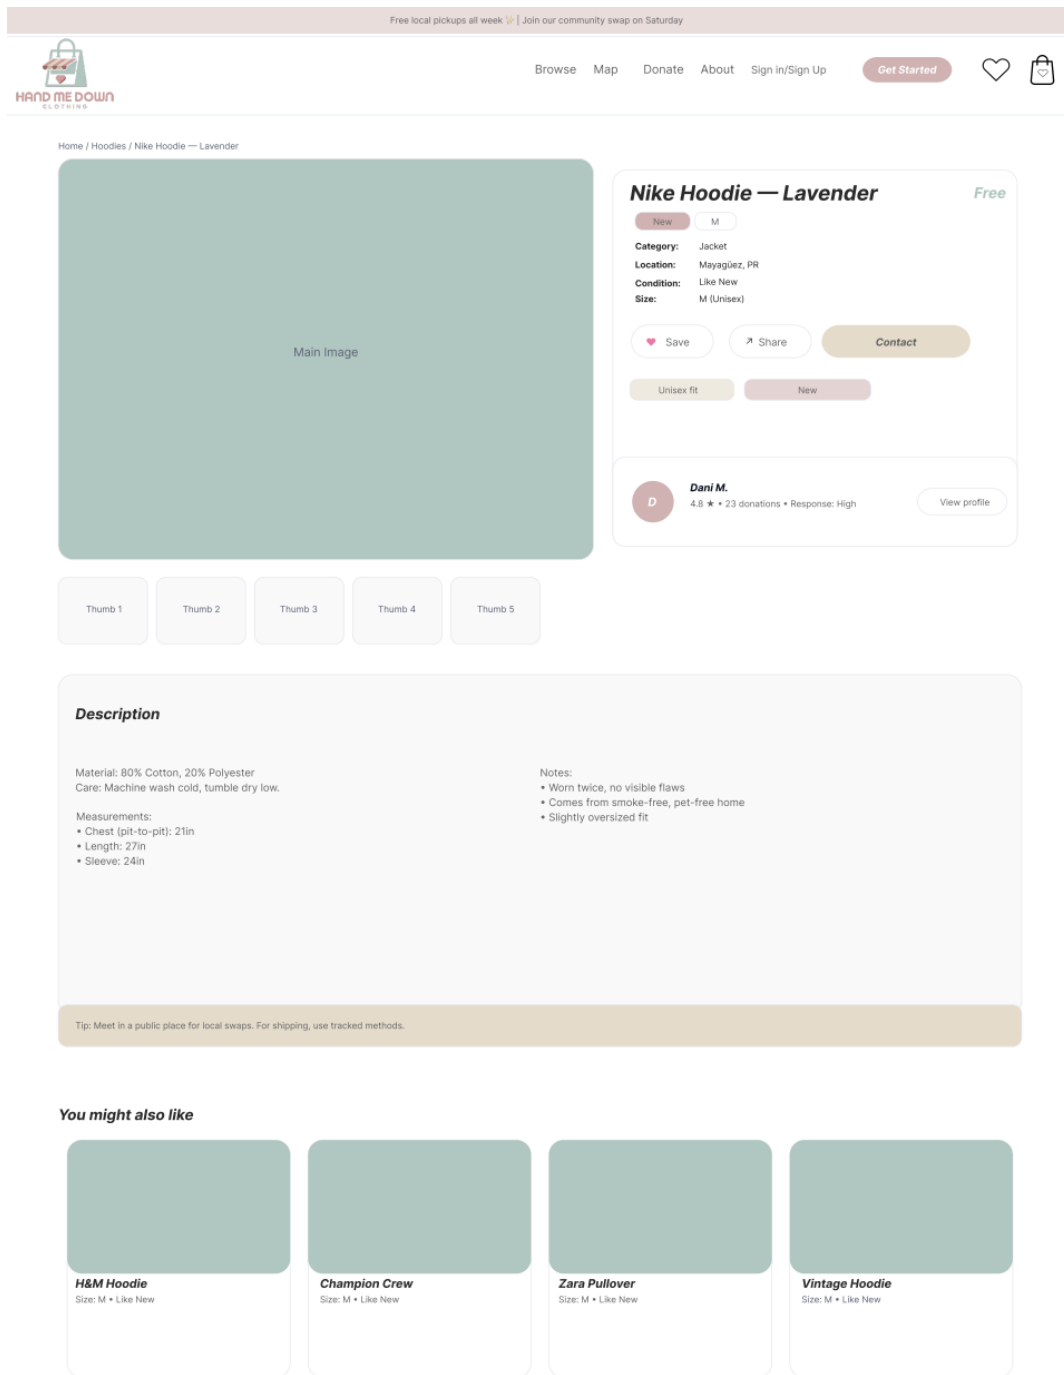 Free local pickups all week ✨ | Join our community swap on Saturday
HAND ME DOWN
CLOTHING
Browse Map Donate About Sign in/Sign Up Get Started
Home / Hoodies / Nike Hoodie — Lavender
Main Image
Nike Hoodie — Lavender Free
New M
Category: Jacket
Location: Mayagüez, PR
Condition: Like New
Size: M (Unisex)
Save ↗ Share Contact
Unisex fit New
D
Dani M.
4.8 ★ • 23 donations • Response: High
View profile
Thumb 1 Thumb 2 Thumb 3 Thumb 4 Thumb 5
Description
Material: 80% Cotton, 20% Polyester
Care: Machine wash cold, tumble dry low.
Measurements:
• Chest (pit-to-pit): 21in
• Length: 27in
• Sleeve: 24in
Notes:
• Worn twice, no visible flaws
• Comes from smoke-free, pet-free home
• Slightly oversized fit
Tip: Meet in a public place for local swaps. For shipping, use tracked methods.
You might also like
H&M Hoodie
Size: M • Like New
Champion Crew
Size: M • Like New
Zara Pullover
Size: M • Like New
Vintage Hoodie
Size: M • Like New